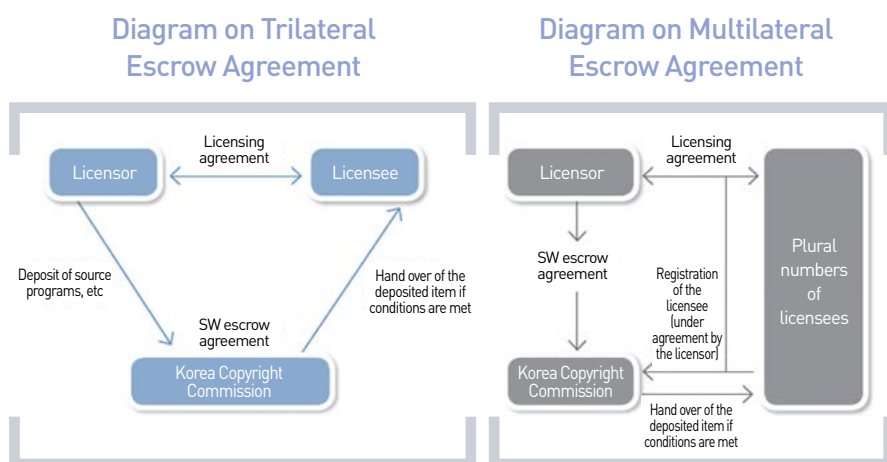 Diagram on Trilateral
Escrow Agreement
Licensing
agreement
Licensor
Licensee
Deposit of source
programs, etc
Hand over of the
deposited item if
conditions are met
SW escrow
agreement
Korea Copyright
Commission
Diagram on Multilateral
Escrow Agreement
Licensing
agreement
Licensor
SW escrow
agreement
Registration
of the
licensee
(under
agreement by
the licensor)
Plural
numbers
of
licensees
Korea Copyright
Commission
Hand over of the
deposited item if
conditions are met